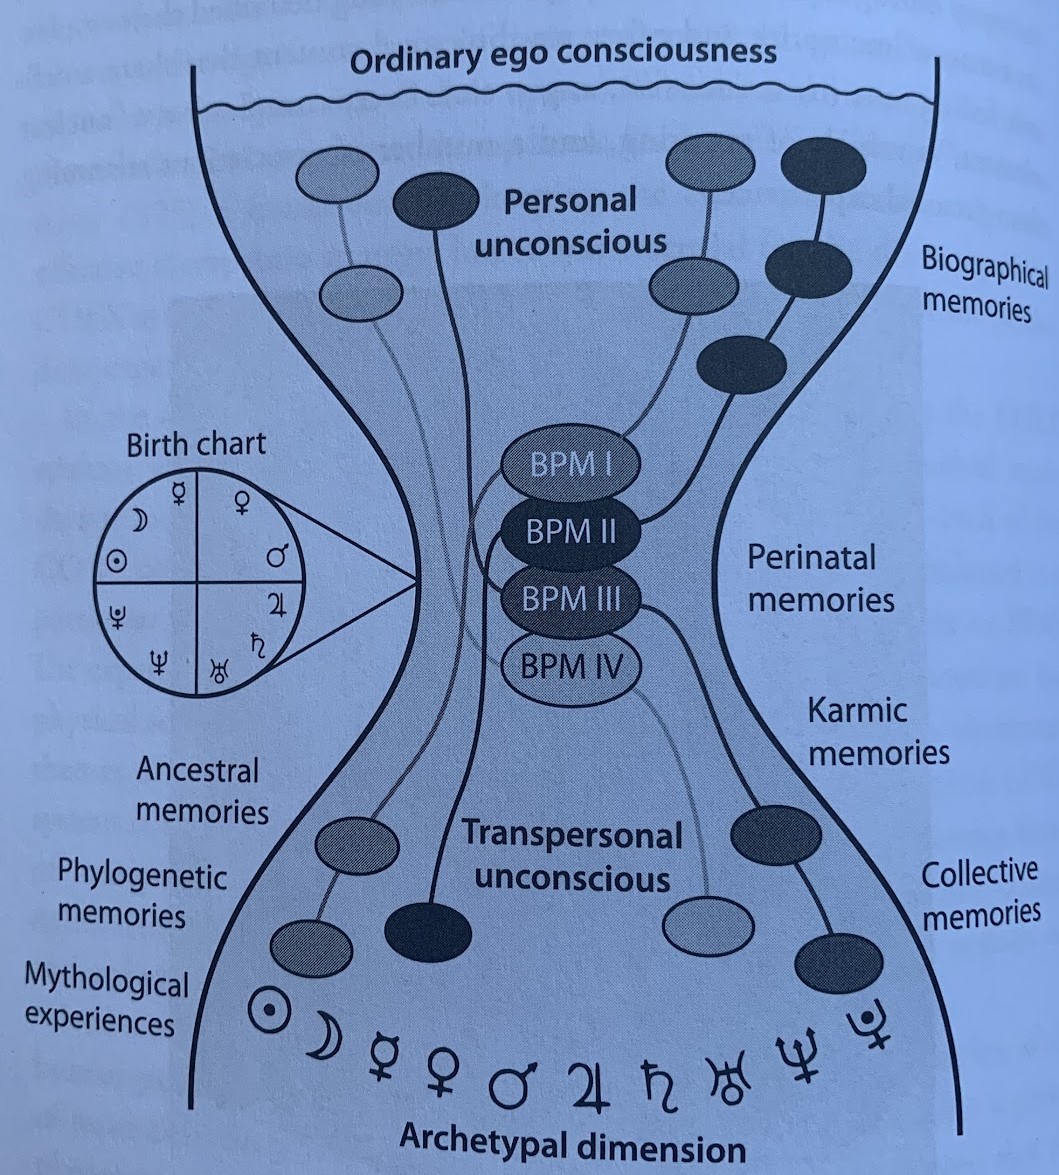 Ordinary ego consciousness
Personal
unconscious
Biographical
memories
Birth chart
☿
♀
☽
☉
♂
♇
♃
♆
♅
♄
BPM I
BPM II
BPM III
BPM IV
Perinatal
memories
Karmic
memories
Ancestral
memories
Transpersonal
unconscious
Phylogenetic
memories
Collective
memories
Mythological
experiences
☉ ☽ ☿ ♀ ♂ ♃ ♄ ♅ ♆ ♇
Archetypal dimension